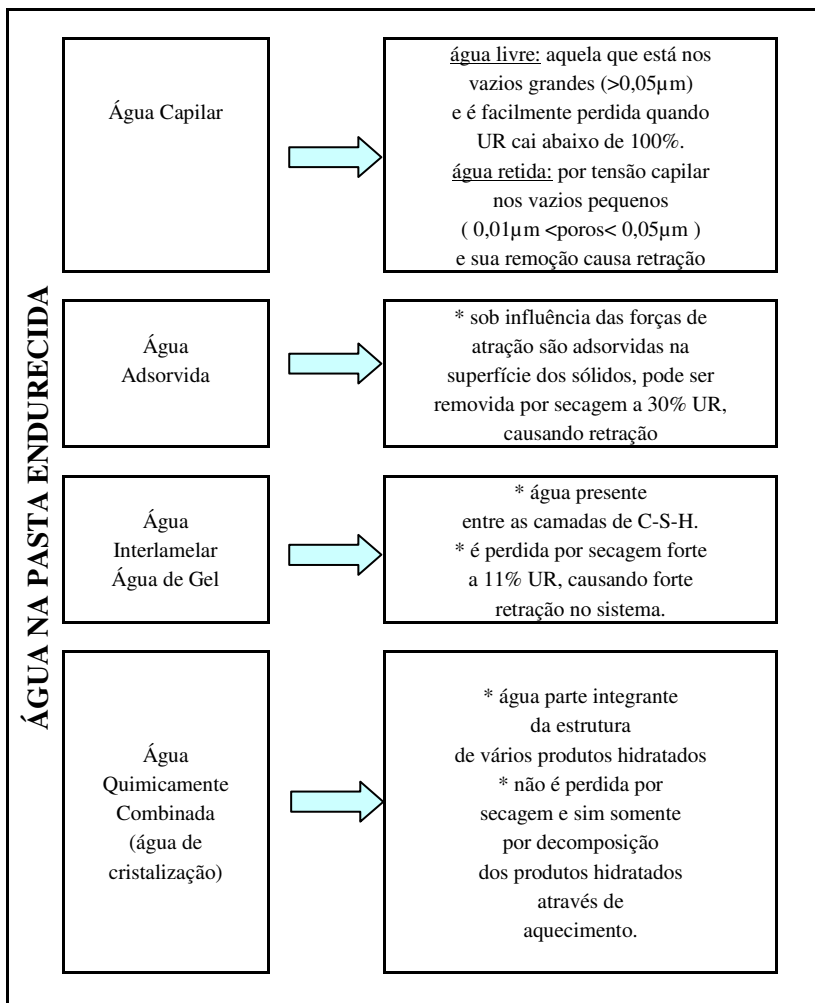 ÁGUA NA PASTA ENDURECIDA
Água Capilar
água livre: aquela que está nos
vazios grandes (>0,05µm)
e é facilmente perdida quando
UR cai abaixo de 100%.
água retida: por tensão capilar
nos vazios pequenos
( 0,01µm <poros< 0,05µm )
e sua remoção causa retração
Água
Adsorvida
* sob influência das forças de
atração são adsorvidas na
superfície dos sólidos, pode ser
removida por secagem a 30% UR,
causando retração
Água
Interlamelar
Água de Gel
* água presente
entre as camadas de C-S-H.
* é perdida por secagem forte
a 11% UR, causando forte
retração no sistema.
Água
Quimicamente
Combinada
(água de
cristalização)
* água parte integrante
da estrutura
de vários produtos hidratados
* não é perdida por
secagem e sim somente
por decomposição
dos produtos hidratados
através de
aquecimento.